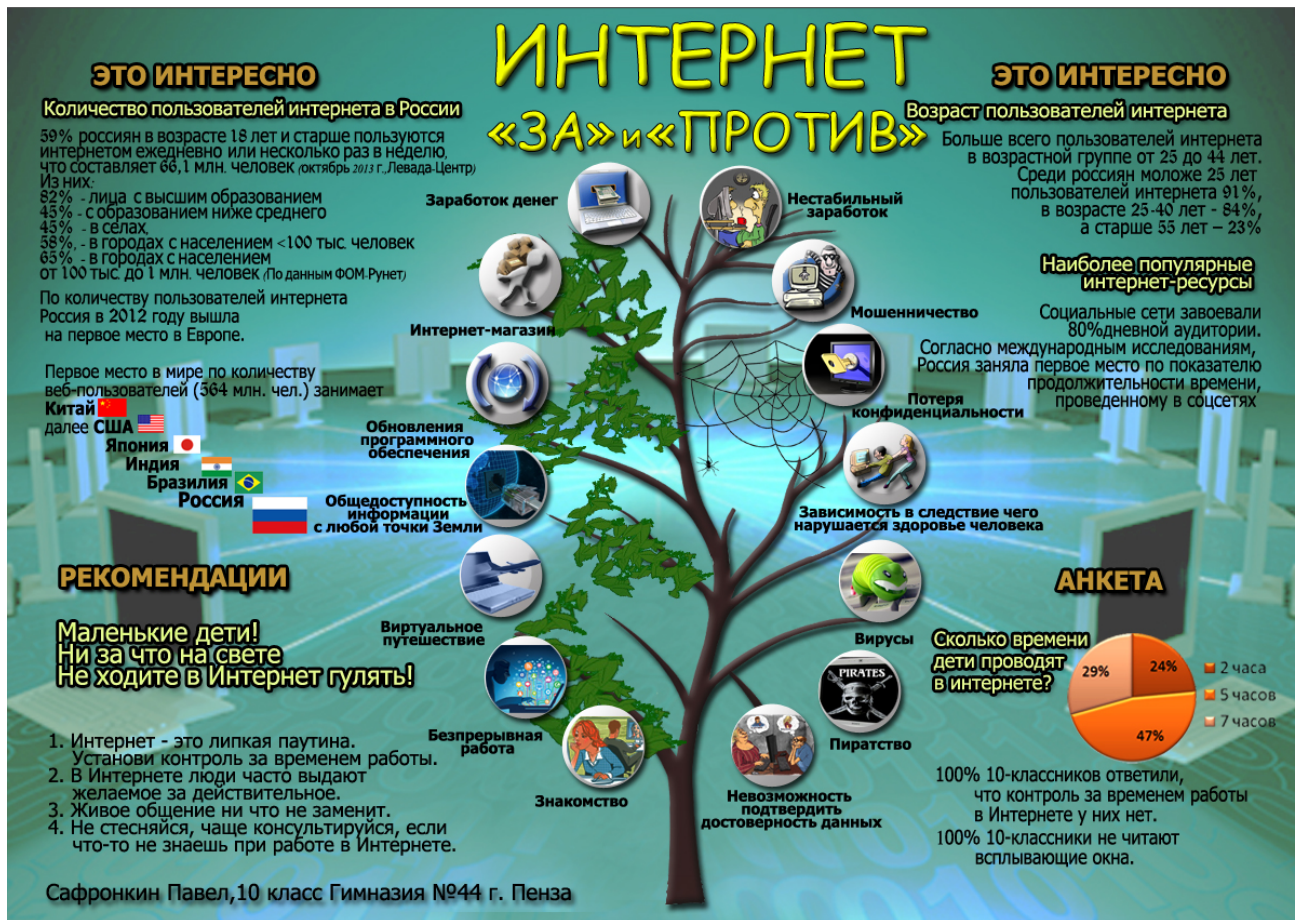 ИНТЕРНЕТ
«ЗА» и «ПРОТИВ»
ЭТО ИНТЕРЕСНО
Количество пользователей интернета в России
59% россиян в возрасте 18 лет и старше пользуются
интернетом ежедневно или несколько раз в неделю,
что составляет 66,1 млн. человек (октябрь 2013 г.,Левада-Центр)
Из них:
82% - лица с высшим образованием
45% - с образованием ниже среднего
45% - в селах,
58%, - в городах с населением <100 тыс. человек
65% - в городах с населением
от 100 тыс. до 1 млн. человек (По данным ФОМ-Рунет)
По количеству пользователей интернета
Россия в 2012 году вышла
на первое место в Европе.
Первое место в мире по количеству
веб-пользователей (564 млн. чел.) занимает
Китай
далее США
Япония
Индия
Бразилия
Россия
РЕКОМЕНДАЦИИ
Маленькие дети!
Ни за что на свете
Не ходите в Интернет гулять!
1. Интернет - это липкая паутина.
Установи контроль за временем работы.
2. В Интернете люди часто выдают
желаемое за действительное.
3. Живое общение ни что не заменит.
4. Не стесняйся, чаще консультируйся, если
что-то не знаешь при работе в Интернете.
Сафронкин Павел,10 класс Гимназия №44 г. Пенза
Заработок денег
Интернет-магазин
Обновления
программного
обеспечения
Общедоступность
информации
с любой точки Земли
Виртуальное
путешествие
Безпрерывная
работа
Знакомство
Нестабильный
заработок
Мошенничество
Потеря
конфиденциальности
Зависимость в следствие чего
нарушается здоровье человека
Вирусы
PIRATES
Пиратство
Невозможность
подтвердить
достоверность данных
ЭТО ИНТЕРЕСНО
Возраст пользователей интернета
Больше всего пользователей интернета
в возрастной группе от 25 до 44 лет.
Среди россиян моложе 25 лет
пользователей интернета 91%,
в возрасте 25-40 лет - 84%,
а старше 55 лет – 23%
Наиболее популярные
интернет-ресурсы
Социальные сети завоевали
80%дневной аудитории.
Согласно международным исследованиям,
Россия заняла первое место по показателю
продолжительности времени,
проведенному в соцсетях
АНКЕТА
Сколько времени
дети проводят
в интернете?
29%
24%
47%
2 часа
5 часов
7 часов
100% 10-классников ответили,
что контроль за временем работы
в Интернете у них нет.
100% 10-классники не читают
всплывающие окна.